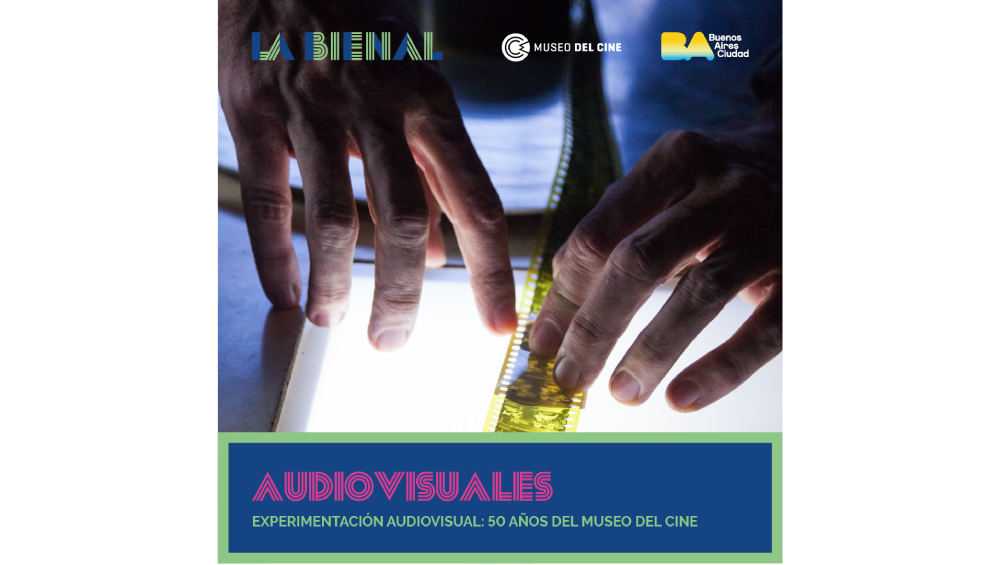 LA BIENAL
MUSEO DEL CINE
BA
Buenos
Aires
Ciudad
AUDIOVISUALES
EXPERIMENTACIÓN AUDIOVISUAL: 50 AÑOS DEL MUSEO DEL CINE